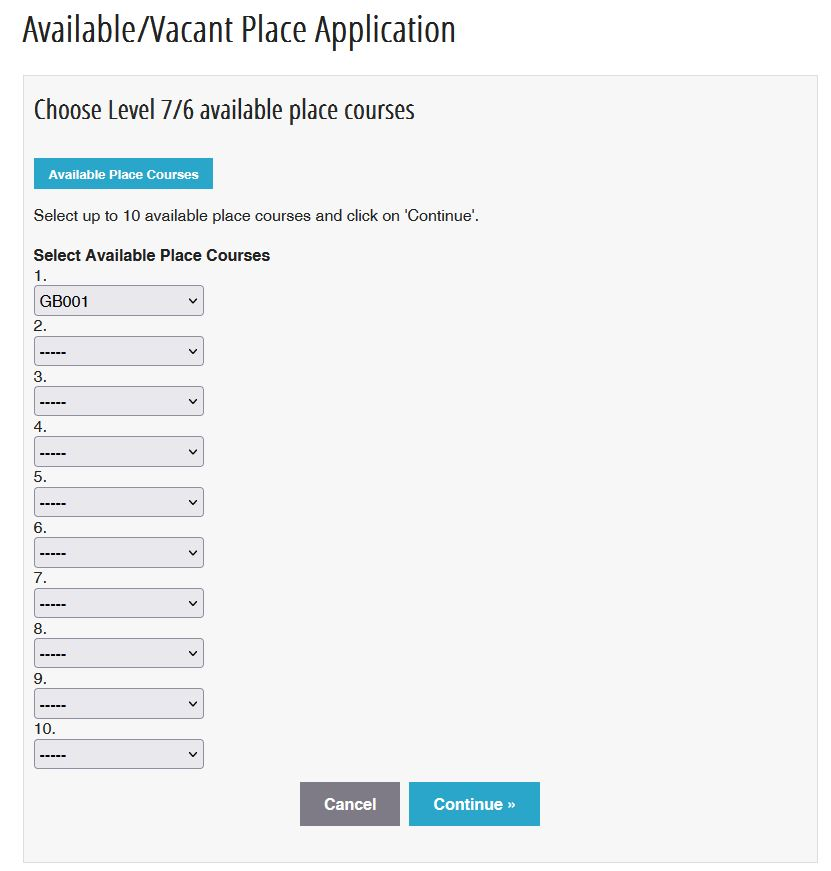 Available/Vacant Place Application
Choose Level 7/6 available place courses
Available Place Courses
Select up to 10 available place courses and click on 'Continue'.
Select Available Place Courses
1.
GB001
2.
-----
3.
-----
4.
-----
5.
-----
6.
-----
7.
-----
8.
-----
9.
-----
10.
-----
Cancel Continue »